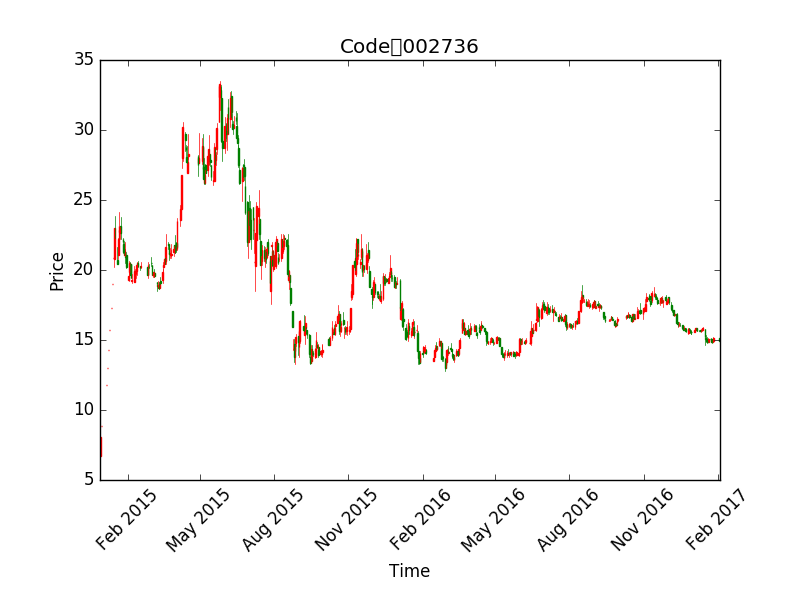 Code▯002736
35
30
25
20
15
10
5
Price
Feb 2015
May 2015
Aug 2015
Nov 2015
Feb 2016
May 2016
Aug 2016
Nov 2016
Feb 2017
Time